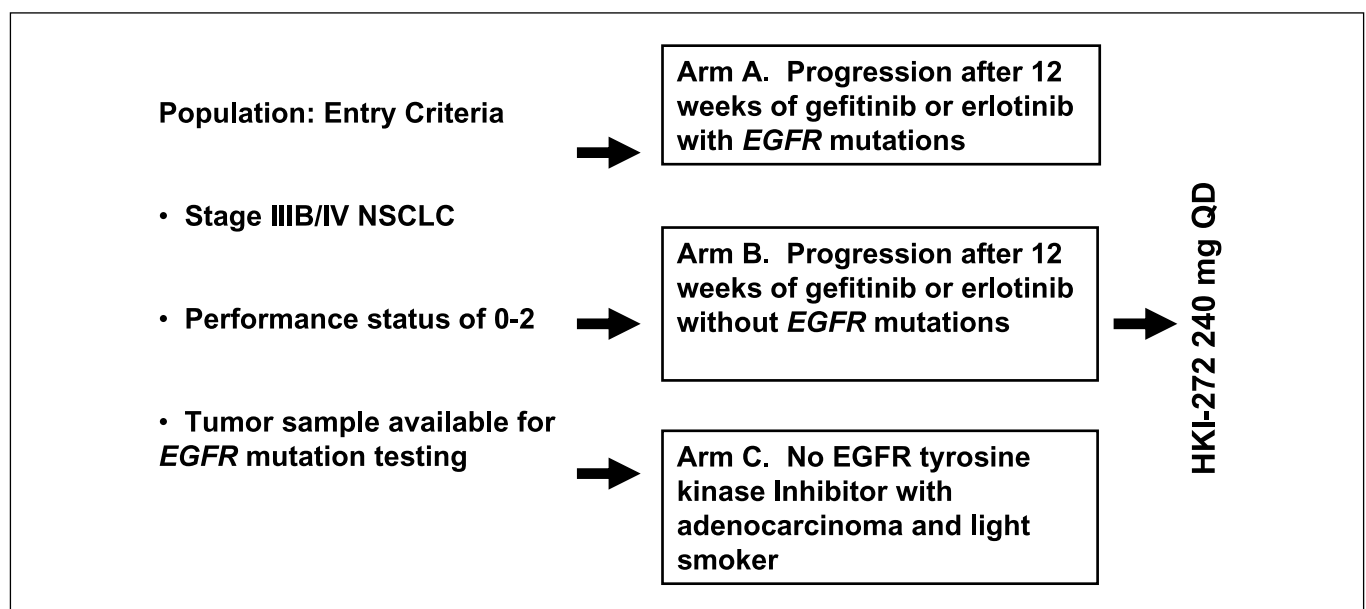 Population: Entry Criteria
• Stage IIIB/IV NSCLC
• Performance status of 0-2
• Tumor sample available for
EGFR mutation testing
Arm A. Progression after 12
weeks of gefitinib or erlotinib
with EGFR mutations
Arm B. Progression after 12
weeks of gefitinib or erlotinib
without EGFR mutations
Arm C. No EGFR tyrosine
kinase Inhibitor with
adenocarcinoma and light
smoker
HKI-272 240 mg QD